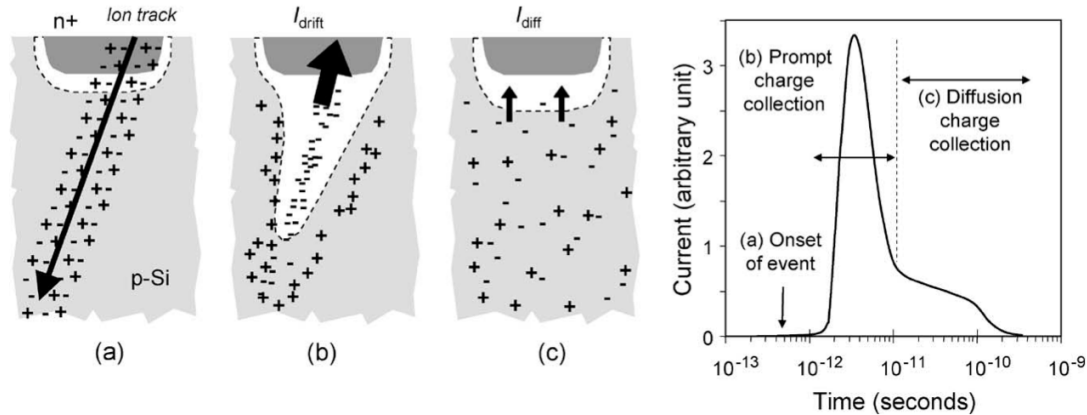 n+
Ion track
p-Si
(a)
I_drift
(b)
I_diff
(c)
Current (arbitrary unit)
3
2
1
0
(b) Prompt
charge
collection
(c) Diffusion
charge
collection
(a) Onset
of event
10-13
10-12
10-11
10-10
10-9
Time (seconds)